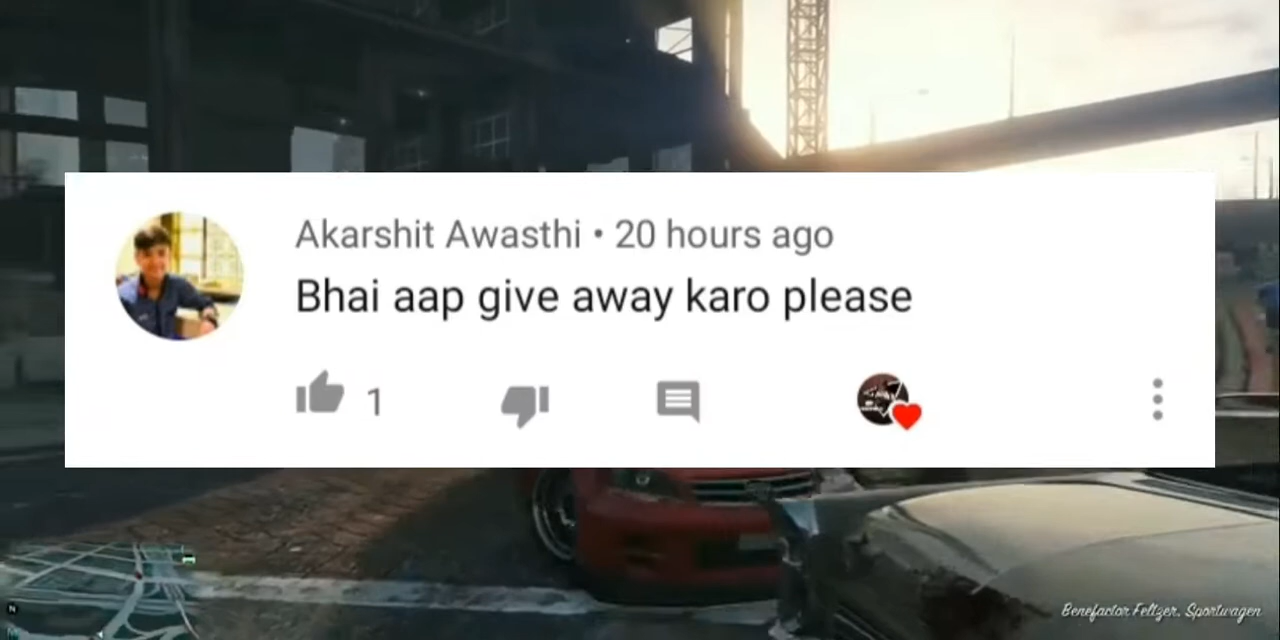 Akarshit Awasthi • 20 hours ago
Bhai aap give away karo please
1
N
Benefactor Feltzer, Sportwagen